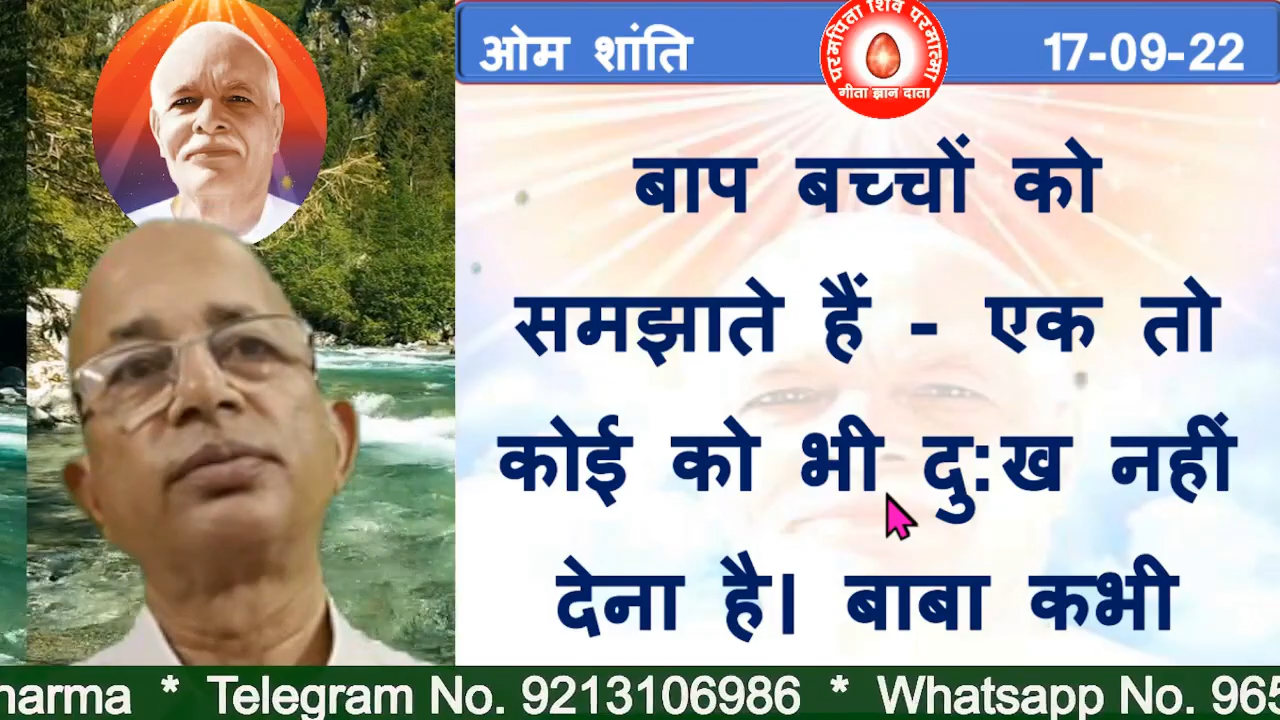 ओम शांति
परमपिता शिव परमात्मा
गीता ज्ञान दाता
17-09-22
बाप बच्चों को
समझाते हैं - एक तो
कोई को भी दु:ख नहीं
देना है। बाबा कभी
harma * Telegram No. 9213106986 * Whatsapp No. 965